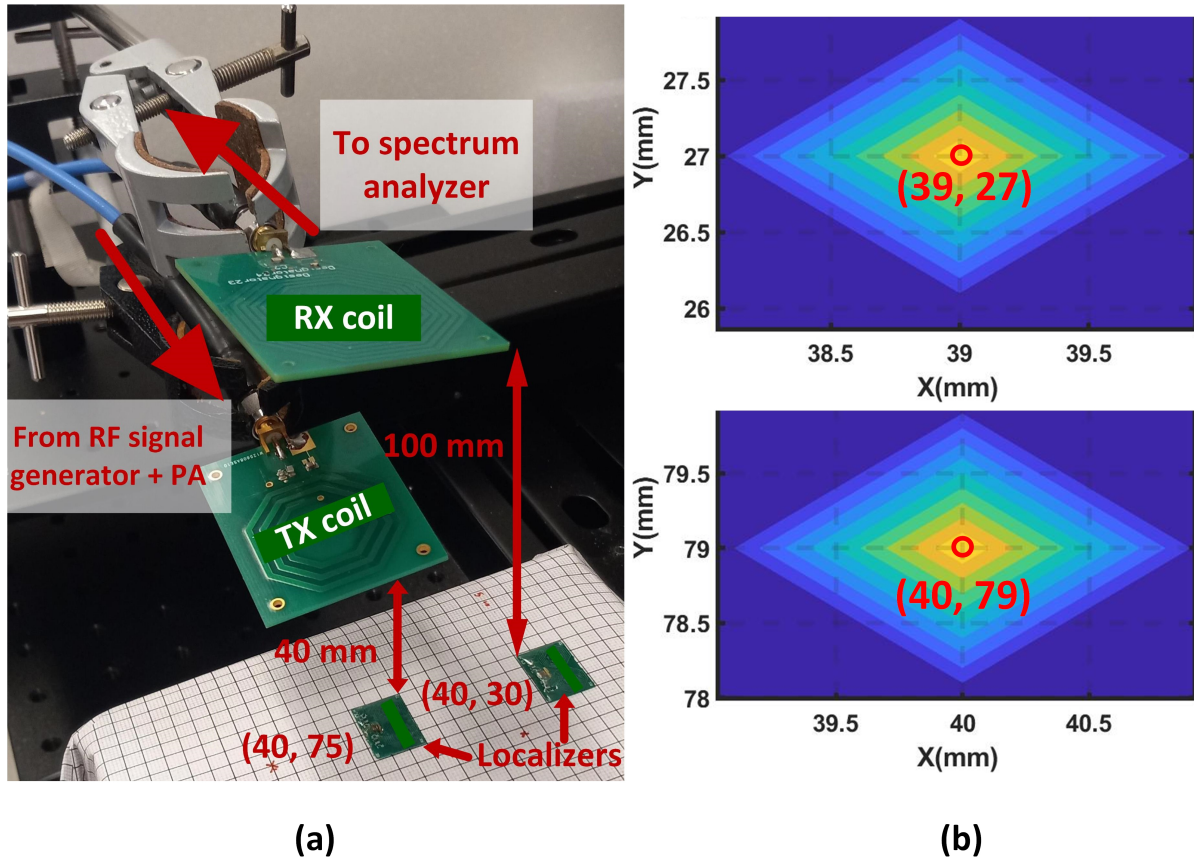 To spectrum
analyzer
Designator23
RX coil
From RF signal
generator + PA
100 mm
TX coil
40 mm
(40, 30)
(40, 75)
Localizers
(a)
27.5
27
26.5
26
Y(mm)
(39, 27)
38.5 39 39.5
X(mm)
79.5
79
78.5
78
Y(mm)
(40, 79)
39.5 40 40.5
X(mm)
(b)